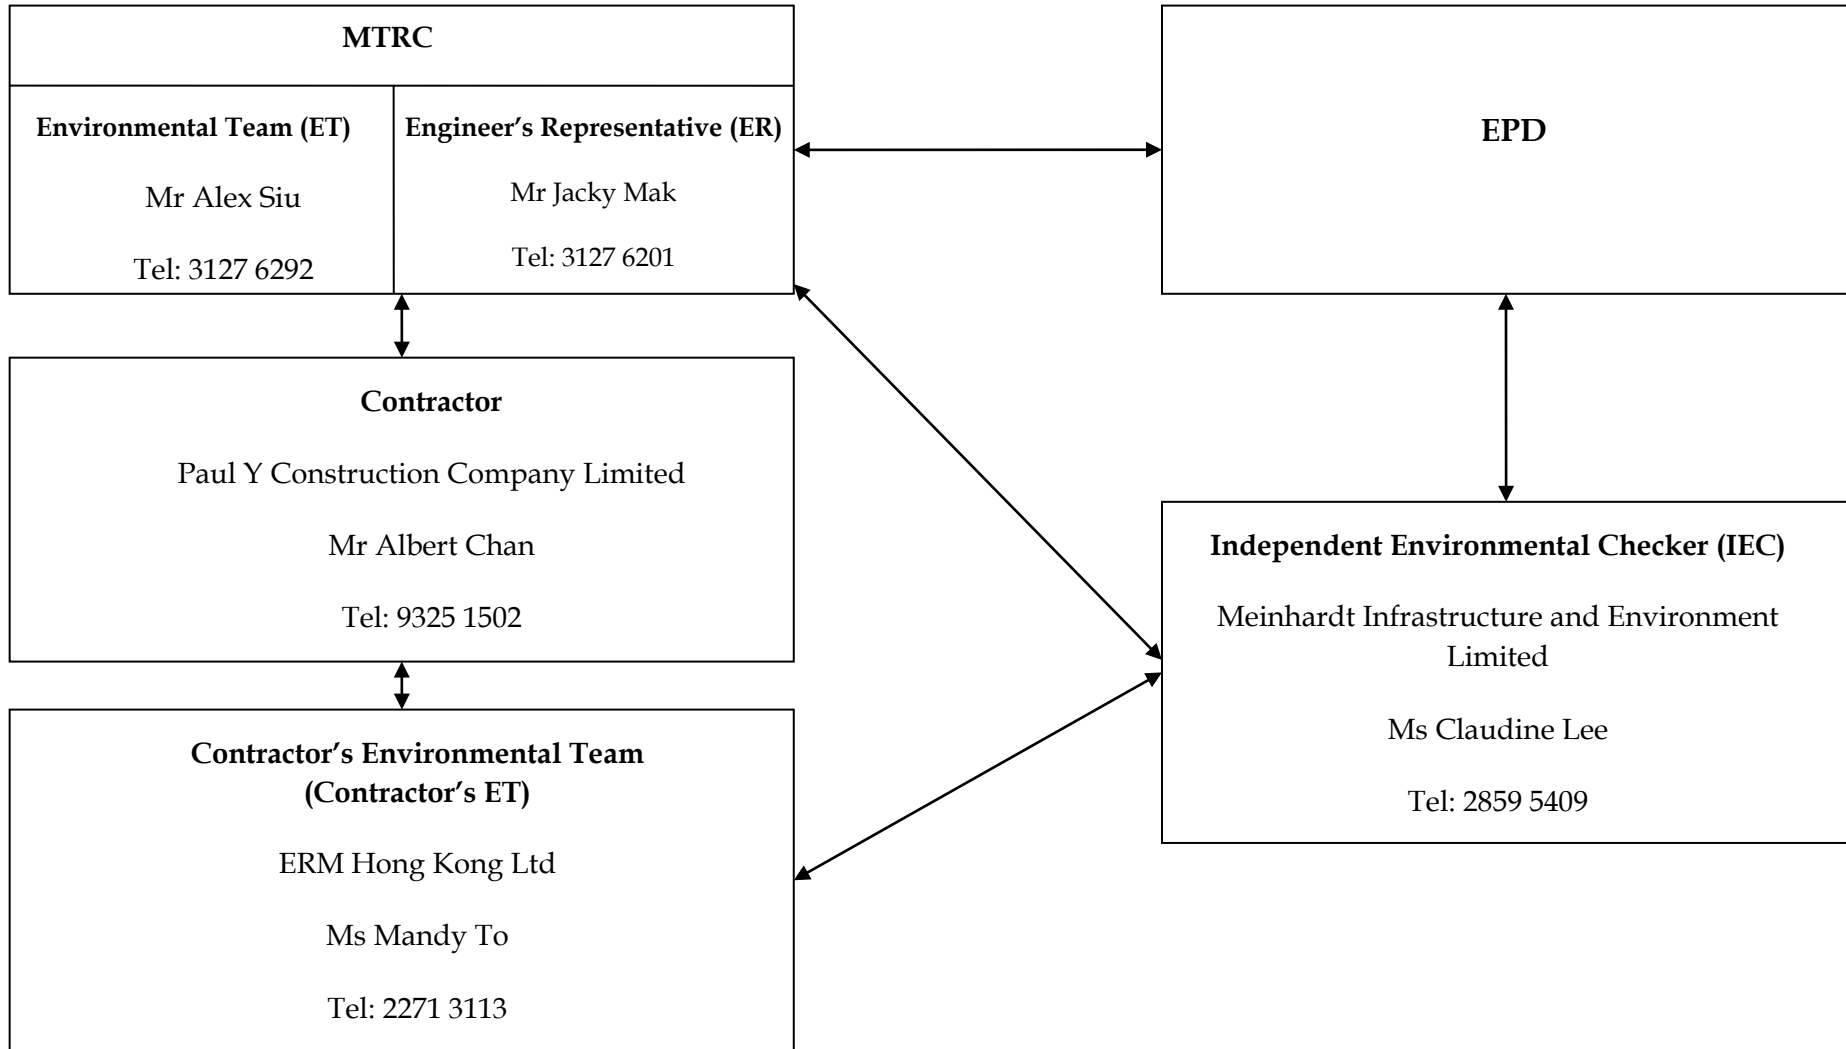 MTRC
Environmental Team (ET)
Mr Alex Siu
Tel: 3127 6292
Engineer’s Representative (ER)
Mr Jacky Mak
Tel: 3127 6201
EPD
Contractor
Paul Y Construction Company Limited
Mr Albert Chan
Tel: 9325 1502
Independent Environmental Checker (IEC)
Meinhardt Infrastructure and Environment
Limited
Ms Claudine Lee
Tel: 2859 5409
Contractor’s Environmental Team
(Contractor’s ET)
ERM Hong Kong Ltd
Ms Mandy To
Tel: 2271 3113